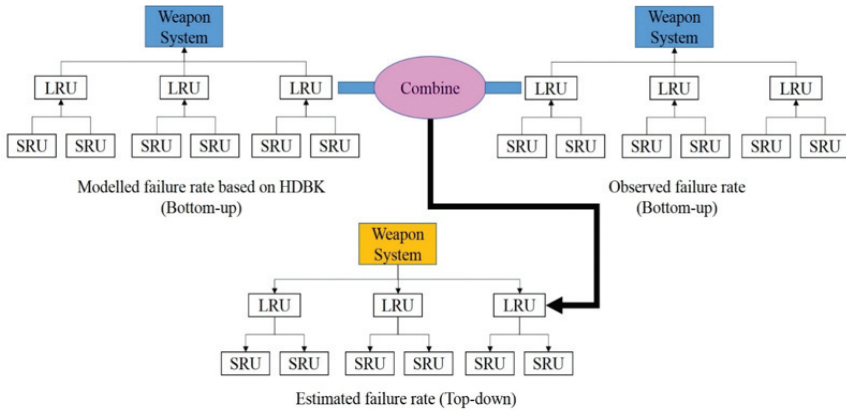 Weapon
System
LRU
LRU
LRU
SRU
SRU
SRU
SRU
SRU
SRU
Modelled failure rate based on HDBK
(Bottom-up)
Combine
Weapon
System
LRU
LRU
LRU
SRU
SRU
SRU
SRU
SRU
SRU
Observed failure rate
(Bottom-up)
Weapon
System
LRU
LRU
LRU
SRU
SRU
SRU
SRU
SRU
SRU
Estimated failure rate (Top-down)